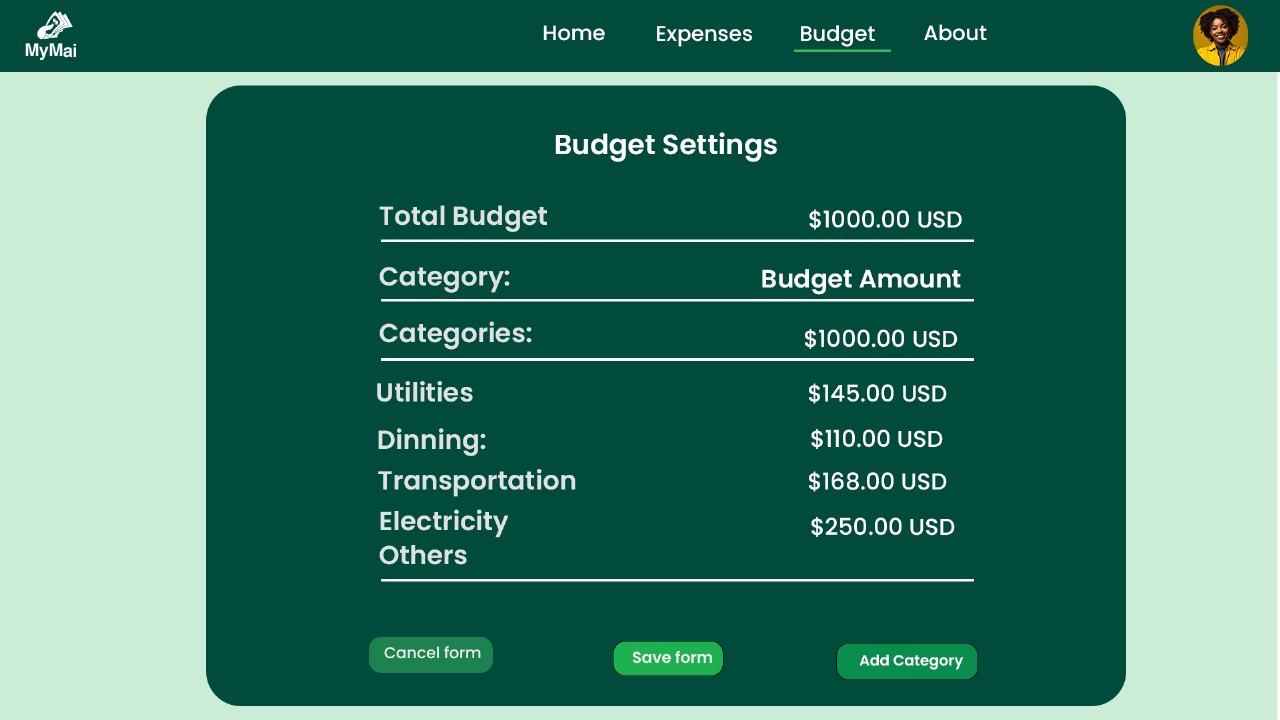 MyMai
Home Expenses Budget About
Budget Settings
Total Budget $1000.00 USD
Category: Budget Amount
Categories: $1000.00 USD
Utilities $145.00 USD
Dinning: $110.00 USD
Transportation $168.00 USD
Electricity $250.00 USD
Others
Cancel form Save form Add Category